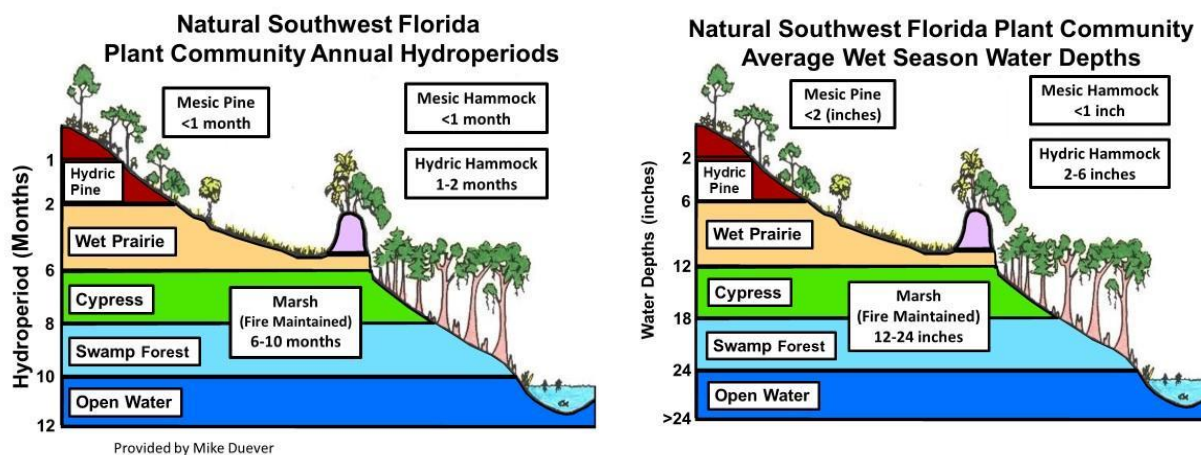 Natural Southwest Florida
Plant Community Annual Hydroperiods
Mesic Pine
<1 month
Mesic Hammock
<1 month
Hydric Hammock
1-2 months
Hydroperiod (Months)
1
Hydric
Pine
2
Wet Prairie
6
Cypress
Marsh
(Fire Maintained)
6-10 months
8
Swamp Forest
10
Open Water
12
Provided by Mike Duever
Natural Southwest Florida Plant Community
Average Wet Season Water Depths
Mesic Pine
<2 (inches)
Mesic Hammock
<1 inch
Hydric Hammock
2-6 inches
Water Depths (inches)
2
Hydric
Pine
6
Wet Prairie
12
Cypress
Marsh
(Fire Maintained)
12-24 inches
18
Swamp Forest
24
Open Water
>24